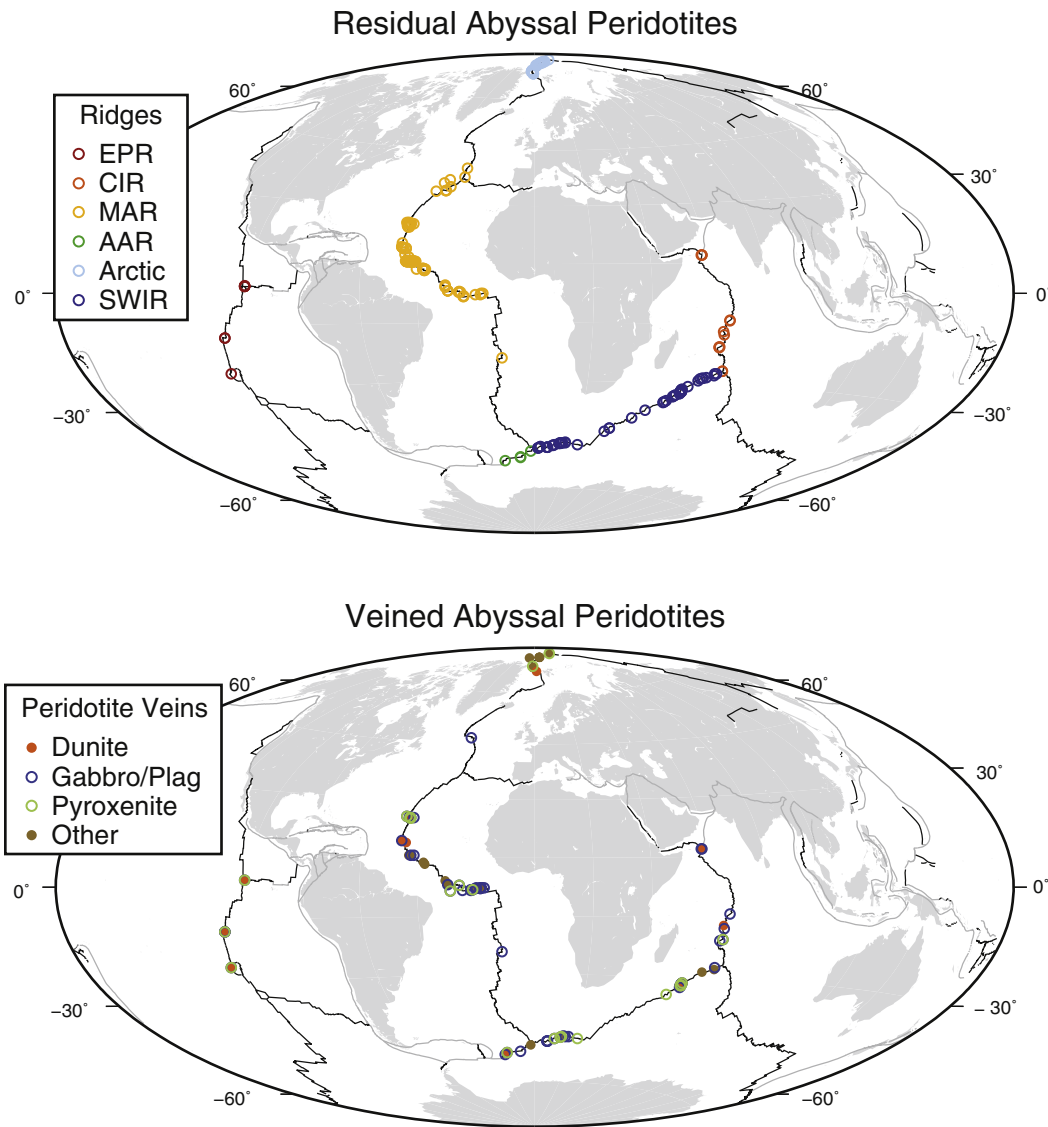 Residual Abyssal Peridotites
60°
Ridges
EPR
CIR
MAR
AAR
Arctic
SWIR
30°
0°
0°
−30°
−30°
−60°
−60°
Veined Abyssal Peridotites
60°
60°
Peridotite Veins
Dunite
Gabbro/Plag
Pyroxenite
Other
30°
0°
0°
−30°
− 30°
−60°
−60°